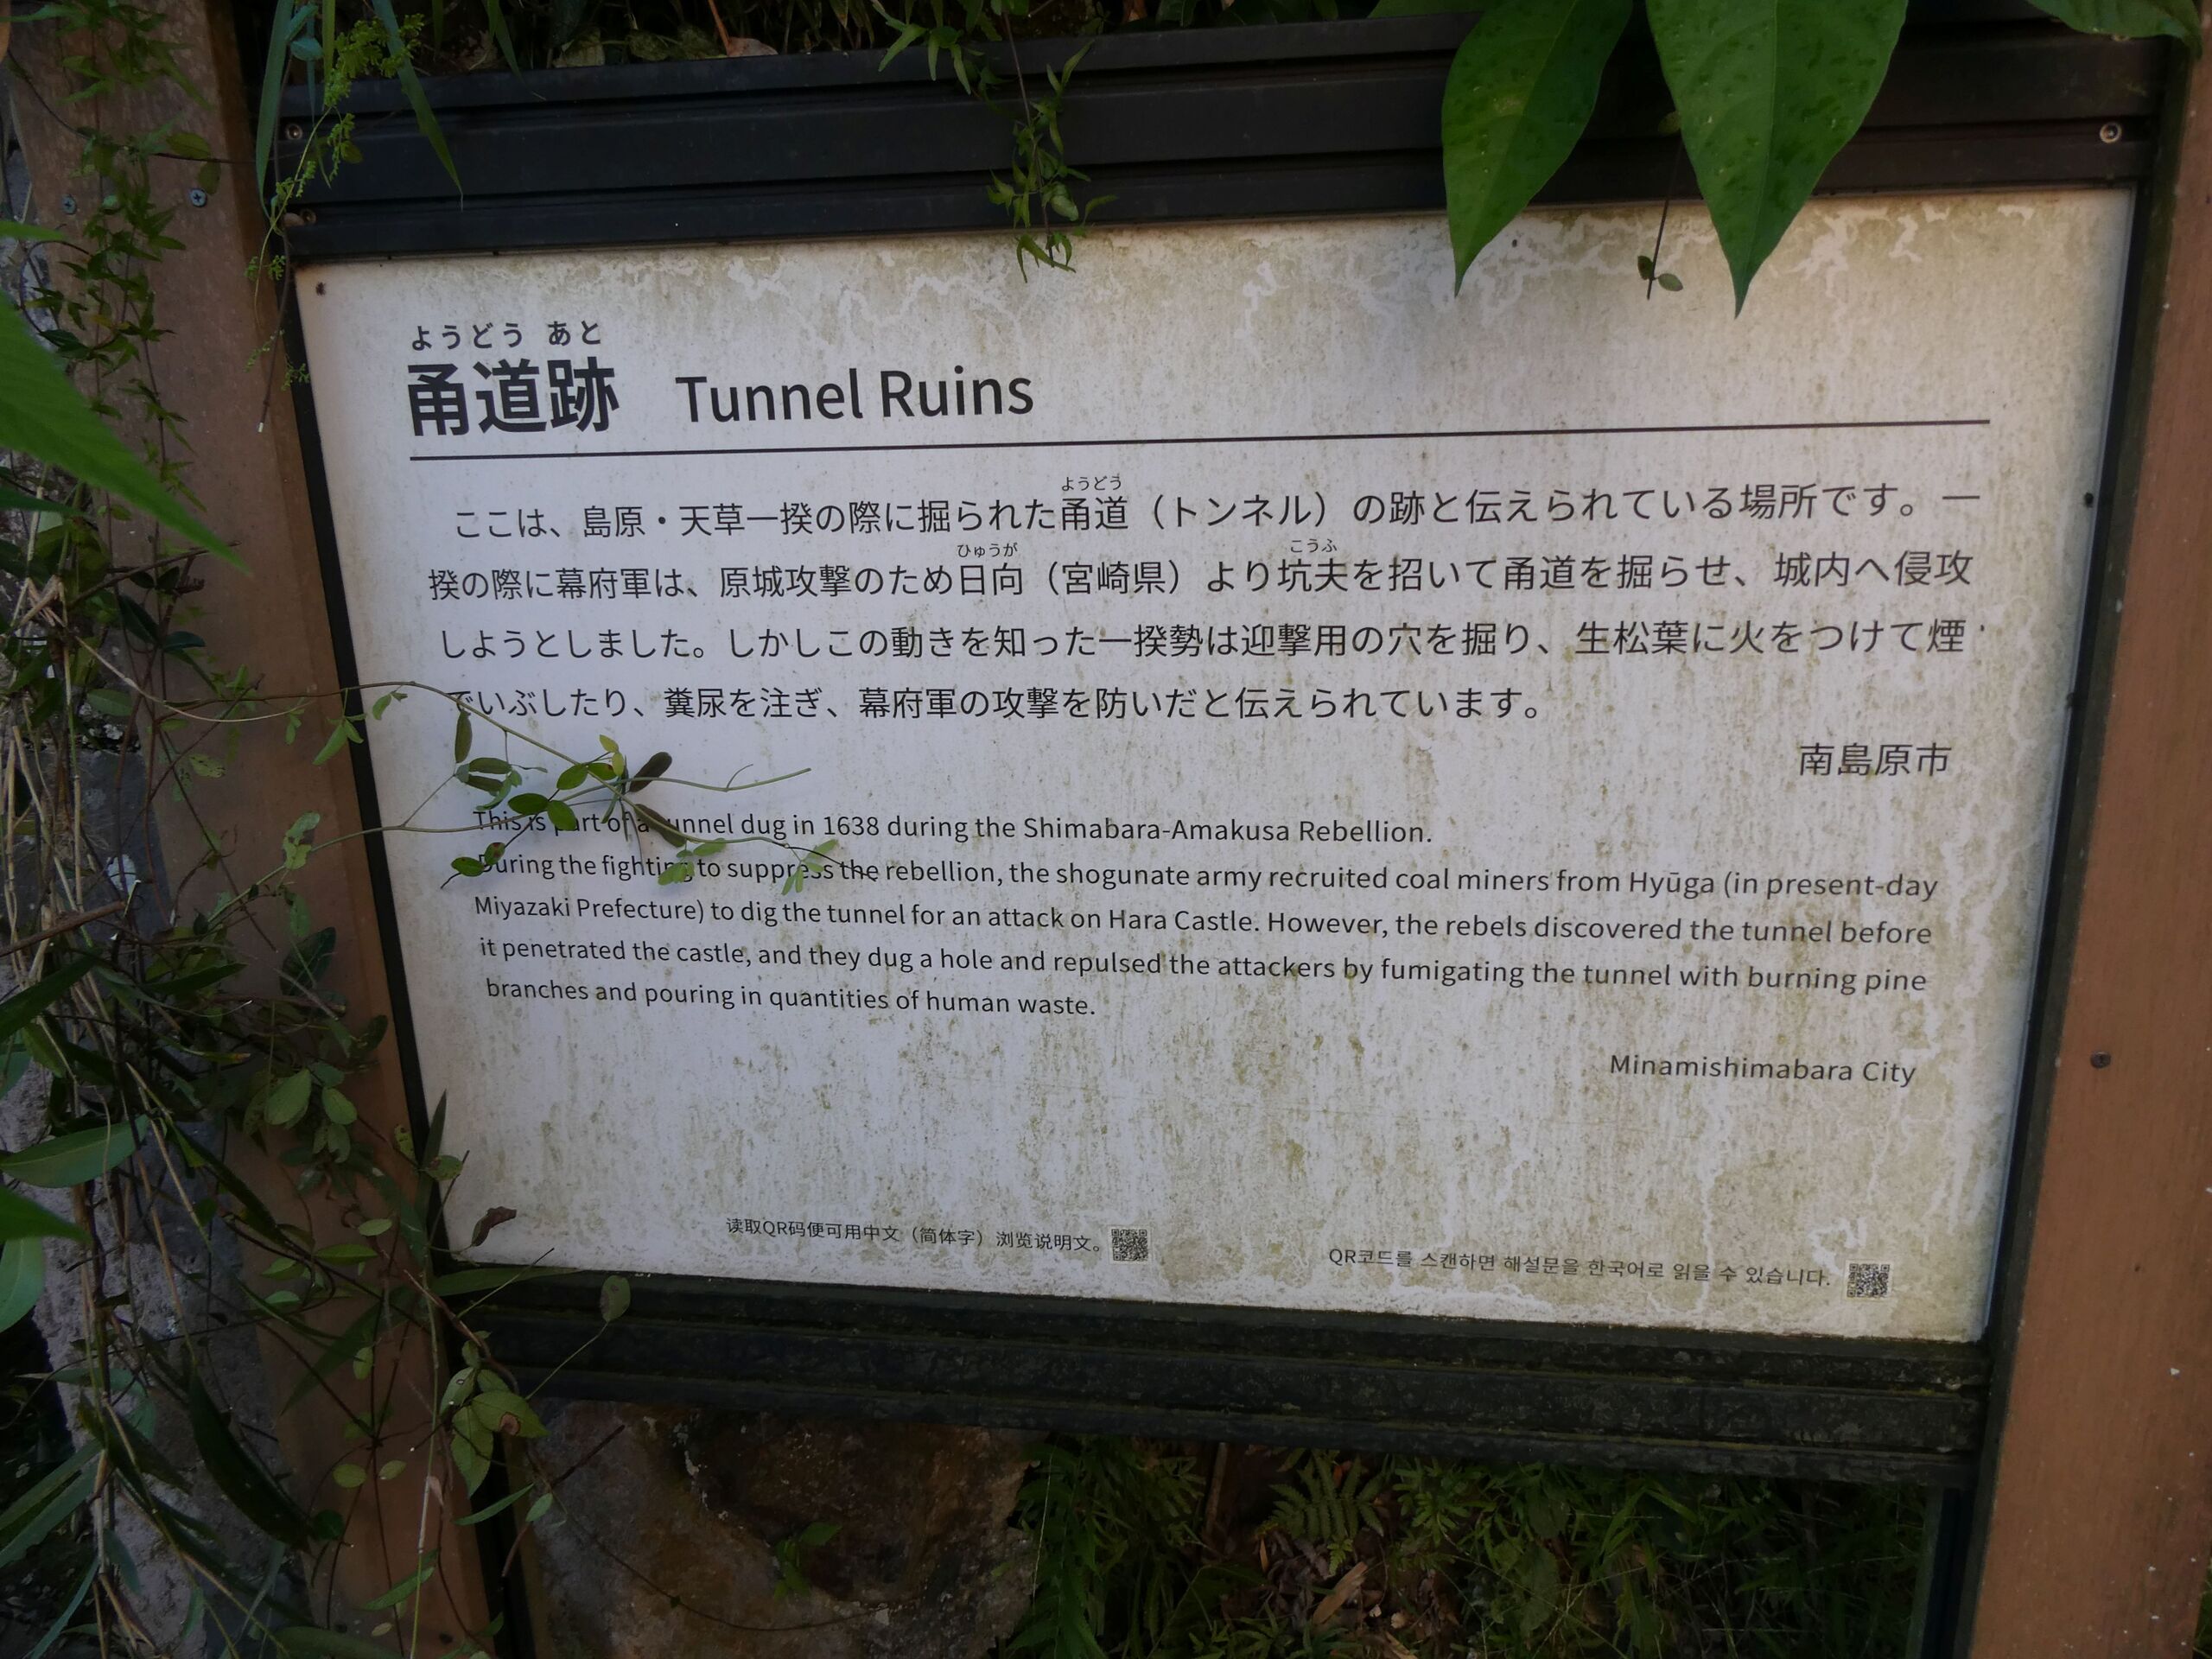 ようどう あと
甬道跡 Tunnel Ruins
ようどう
ここは、島原・天草一揆の際に掘られた甬道（トンネル）の跡と伝えられている場所です。一
ひゅうが こうふ
揆の際に幕府軍は、原城攻撃のため日向（宮崎県）より坑夫を招いて甬道を掘らせ、城内へ侵攻
しようとしました。しかしこの動きを知った一揆勢は迎撃用の穴を掘り、生松葉に火をつけて煙
でいぶしたり、糞尿を注ぎ、幕府軍の攻撃を防いだと伝えられています。
南島原市
This is part of a tunnel dug in 1638 during the Shimabara-Amakusa Rebellion.
During the fighting to suppress the rebellion, the shogunate army recruited coal miners from Hyūga (in present-day
Miyazaki Prefecture) to dig the tunnel for an attack on Hara Castle. However, the rebels discovered the tunnel before
it penetrated the castle, and they dug a hole and repulsed the attackers by fumigating the tunnel with burning pine
branches and pouring in quantities of human waste.
Minamishimabara City
读取QR码便可用中文（简体字）浏览说明文。
QR코드를 스캔하면 해설문을 한국어로 읽을 수 있습니다.